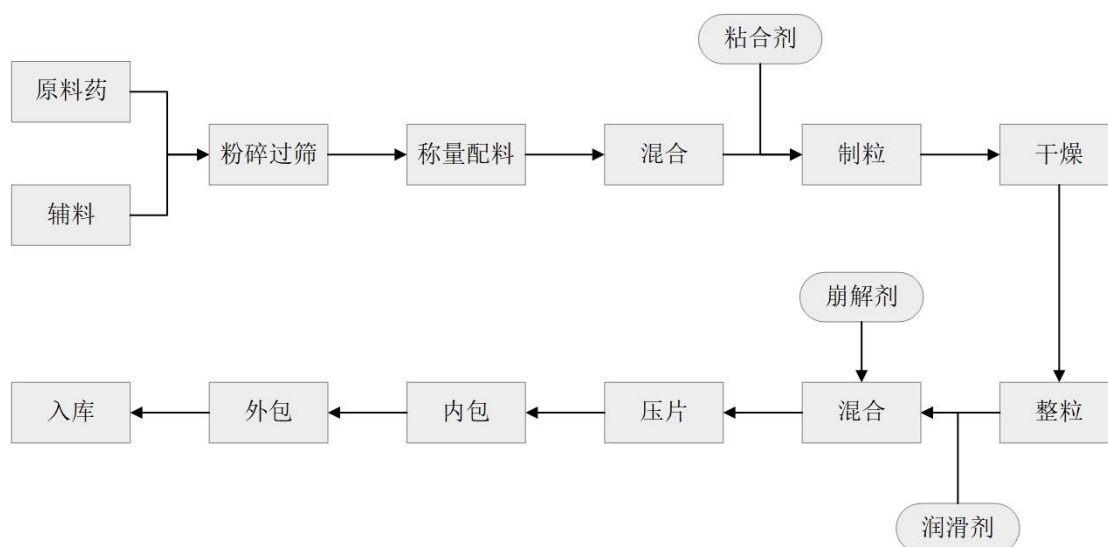 粘合剂
原料药
粉碎过筛
称量配料
混合
制粒
干燥
辅料
崩解剂
入库
外包
内包
压片
混合
整粒
润滑剂